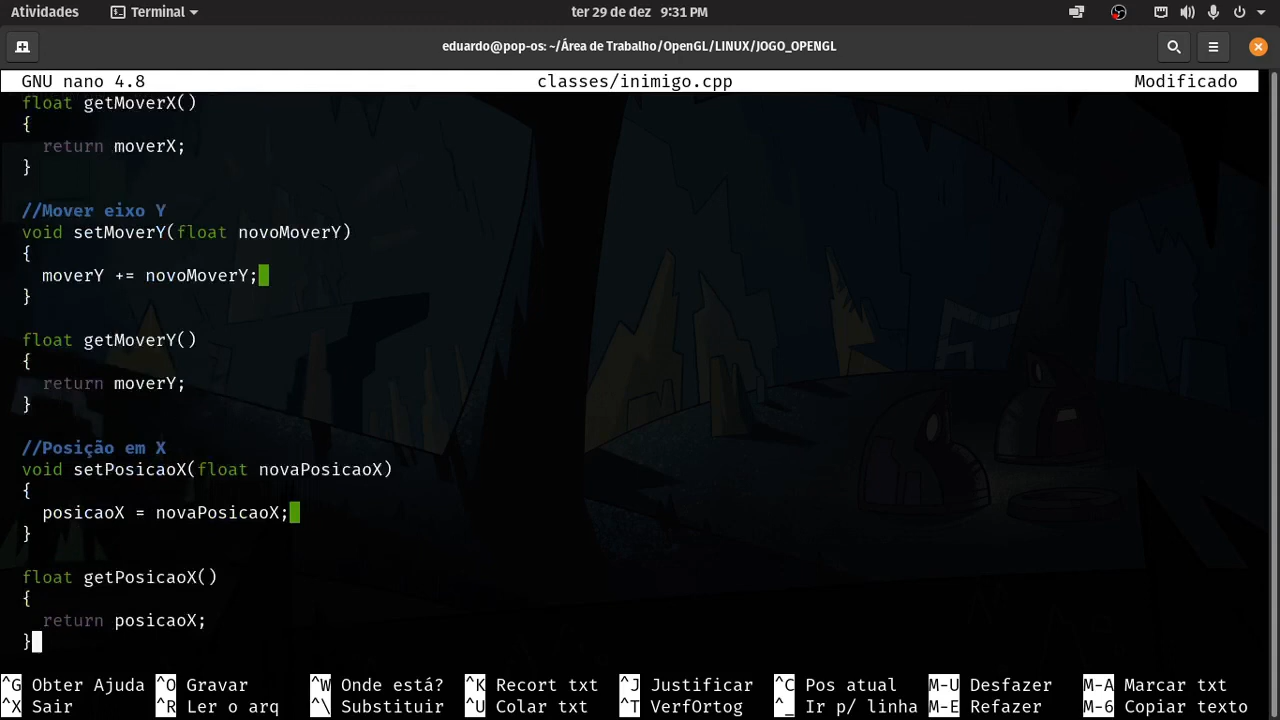 Atividades Terminal ter 29 de dez 9:31 PM
eduardo@pop-os: ~/Área de Trabalho/OpenGL/LINUX/JOGO_OPENGL
GNU nano 4.8 classes/inimigo.cpp Modificado
float getMoverX()
{
return moverX;
}
//Mover eixo Y
void setMoverY(float novoMoverY)
{
moverY += novoMoverY;
}
float getMoverY()
{
return moverY;
}
//Posição em X
void setPosicaoX(float novaPosicaoX)
{
posicaoX = novaPosicaoX;
}
float getPosicaoX()
{
return posicaoX;
}
^G Obter Ajuda ^O Gravar ^W Onde está? ^K Recort txt ^J Justificar ^C Pos atual M-U Desfazer M-A Marcar txt
^X Sair ^R Ler o arq ^\ Substituir ^U Colar txt ^T VerfOrtog ^_ Ir p/ linha M-E Refazer M-6 Copiar texto